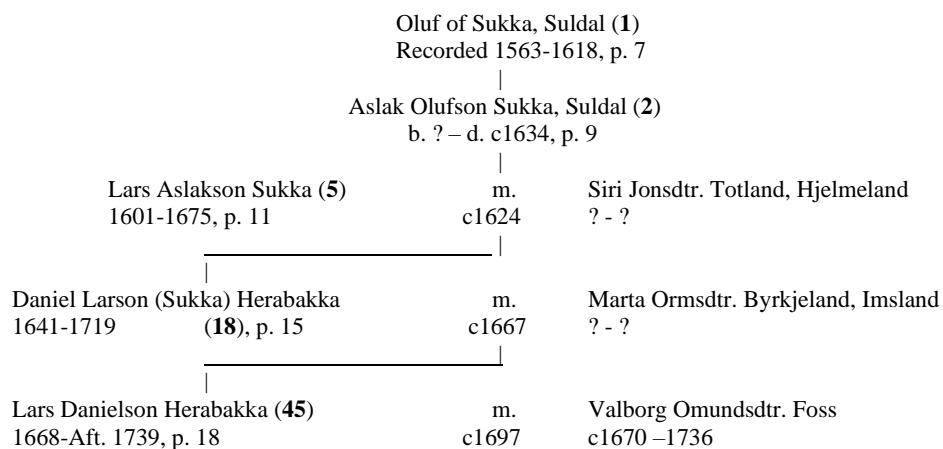 Oluf of Sukka, Suldal (1)
Recorded 1563-1618, p. 7
Aslak Olufson Sukka, Suldal (2)
b. ? – d. c1634, p. 9
Lars Aslakson Sukka (5) m. Siri Jonsdtr. Totland, Hjelmeland
1601-1675, p. 11 c1624 ? - ?
Daniel Larson (Sukka) Herabakka m. Marta Ormsdtr. Byrkjeland, Imsland
1641-1719 (18), p. 15 c1667 ? - ?
Lars Danielson Herabakka (45) m. Valborg Omundsdtr. Foss
1668-Aft. 1739, p. 18 c1697 c1670 –1736